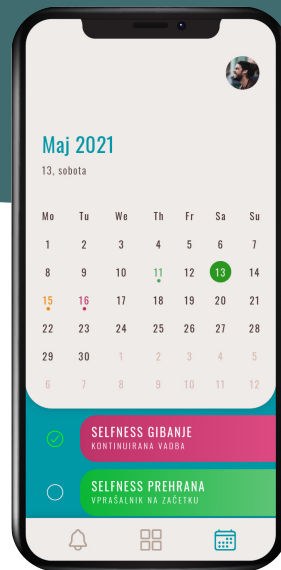 Maj 2021
13, sobota
Mo Tu We Th Fr Sa Su
1 2 3 4 5 6 7
8 9 10 11 12 13 14
15 16 17 18 19 20 21
22 23 24 25 26 27 28
29 30 1 2 3 4 5
6 7 8 9 10 11 12
SELFNESS GIBANJE
KONTINUIRANA VADBA
SELFNESS PREHRANA
VPRAŠALNIK NA ZAČETKU